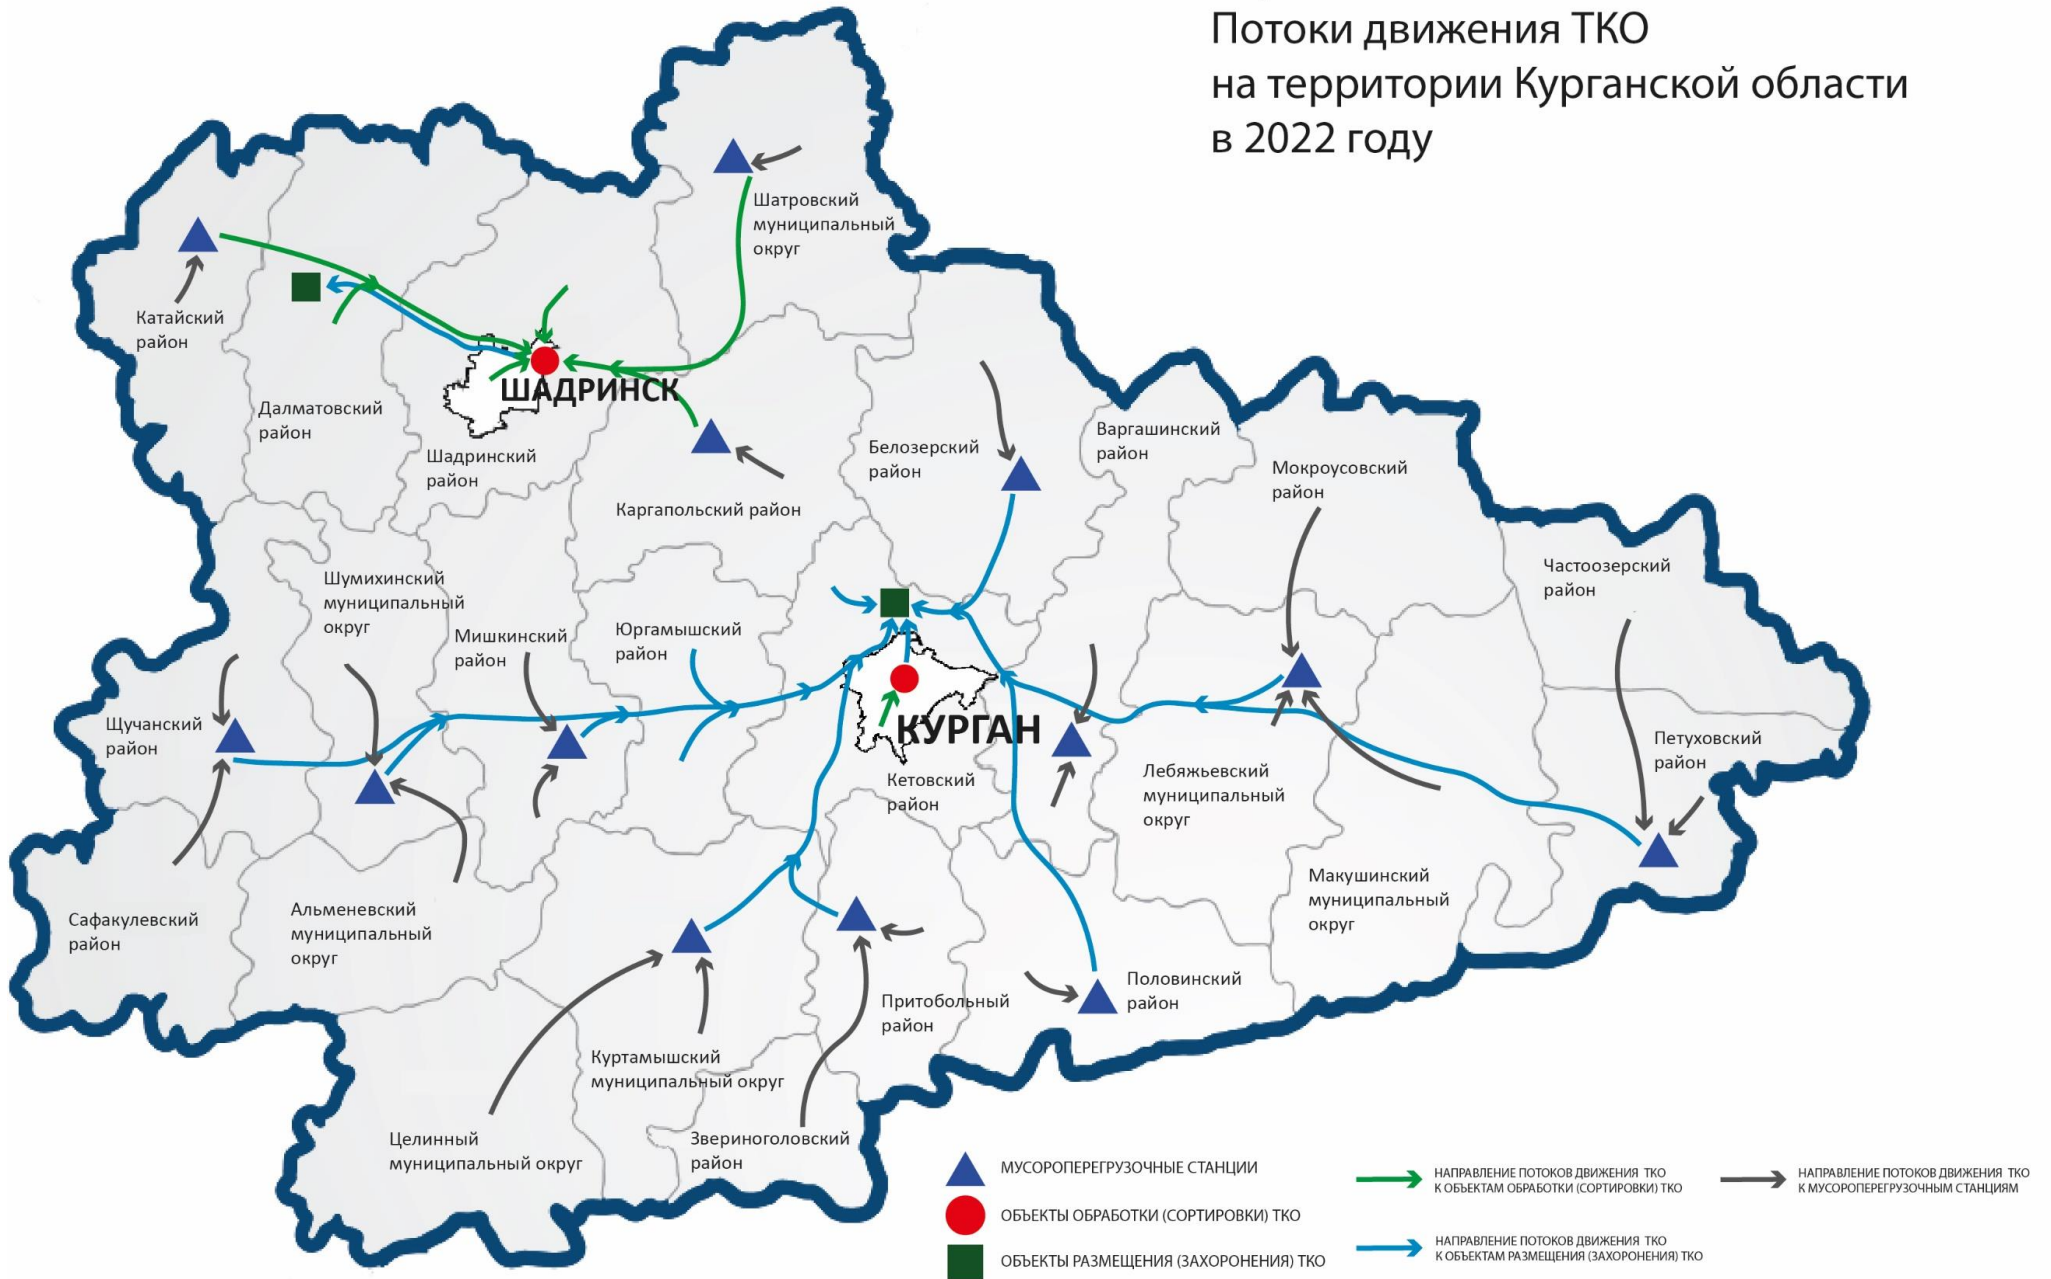 Потоки движения ТКО
на территории Курганской области
в 2022 году
Шатровский
муниципальный
округ
Катайский
район
ШАДРИНСК
Далматовский
район
Шадринский
район
Каргапольский район
Белозерский
район
Варгашинский
район
Мокроусовский
район
Частоозерский
район
Шумихинский
муниципальный
округ
Мишкинский
район
Юргамышский
район
Щучанский
район
КУРГАН
Кетовский
район
Лебяжьевский
муниципальный
округ
Петуховский
район
Макушинский
муниципальный
округ
Сафакулевский
район
Альменевский
муниципальный
округ
Половинский
район
Притобольный
район
Куртамышский
муниципальный округ
Целинный
муниципальный округ
Звериноголовский
район
МУСОРОПЕРЕГРУЗОЧНЫЕ СТАНЦИИ
ОБЪЕКТЫ ОБРАБОТКИ (СОРТИРОВКИ) ТКО
ОБЪЕКТЫ РАЗМЕЩЕНИЯ (ЗАХОРОНЕНИЯ) ТКО
НАПРАВЛЕНИЕ ПОТОКОВ ДВИЖЕНИЯ ТКО
К ОБЪЕКТАМ ОБРАБОТКИ (СОРТИРОВКИ) ТКО
НАПРАВЛЕНИЕ ПОТОКОВ ДВИЖЕНИЯ ТКО
К ОБЪЕКТАМ РАЗМЕЩЕНИЯ (ЗАХОРОНЕНИЯ) ТКО
НАПРАВЛЕНИЕ ПОТОКОВ ДВИЖЕНИЯ ТКО
К МУСОРОПЕРЕГРУЗОЧНЫМ СТАНЦИЯМ